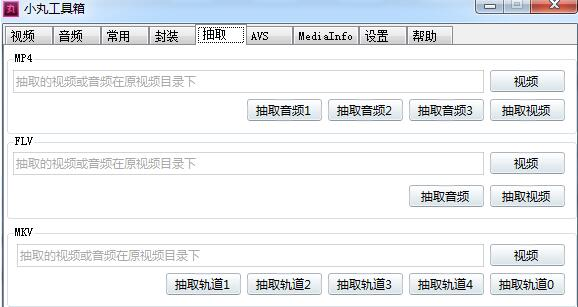 小丸工具箱
视频 音频 常用 封装 抽取 AVS MediaInfo 设置 帮助
MP4
抽取的视频或音频在原视频目录下 视频
抽取音频1 抽取音频2 抽取音频3 抽取视频
FLV
抽取的视频或音频在原视频目录下 视频
抽取音频 抽取视频
MKV
抽取的视频或音频在原视频目录下 视频
抽取轨道1 抽取轨道2 抽取轨道3 抽取轨道4 抽取轨道0